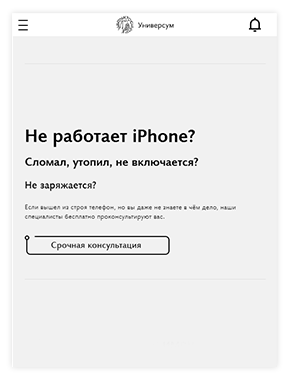 Универсум
Не работает iPhone?
Сломал, утопил, не включается?
Не заряжается?
Если вышел из строя телефон, но вы даже не знаете в чём дело, наши
специалисты бесплатно проконсультируют вас.
Срочная консультация